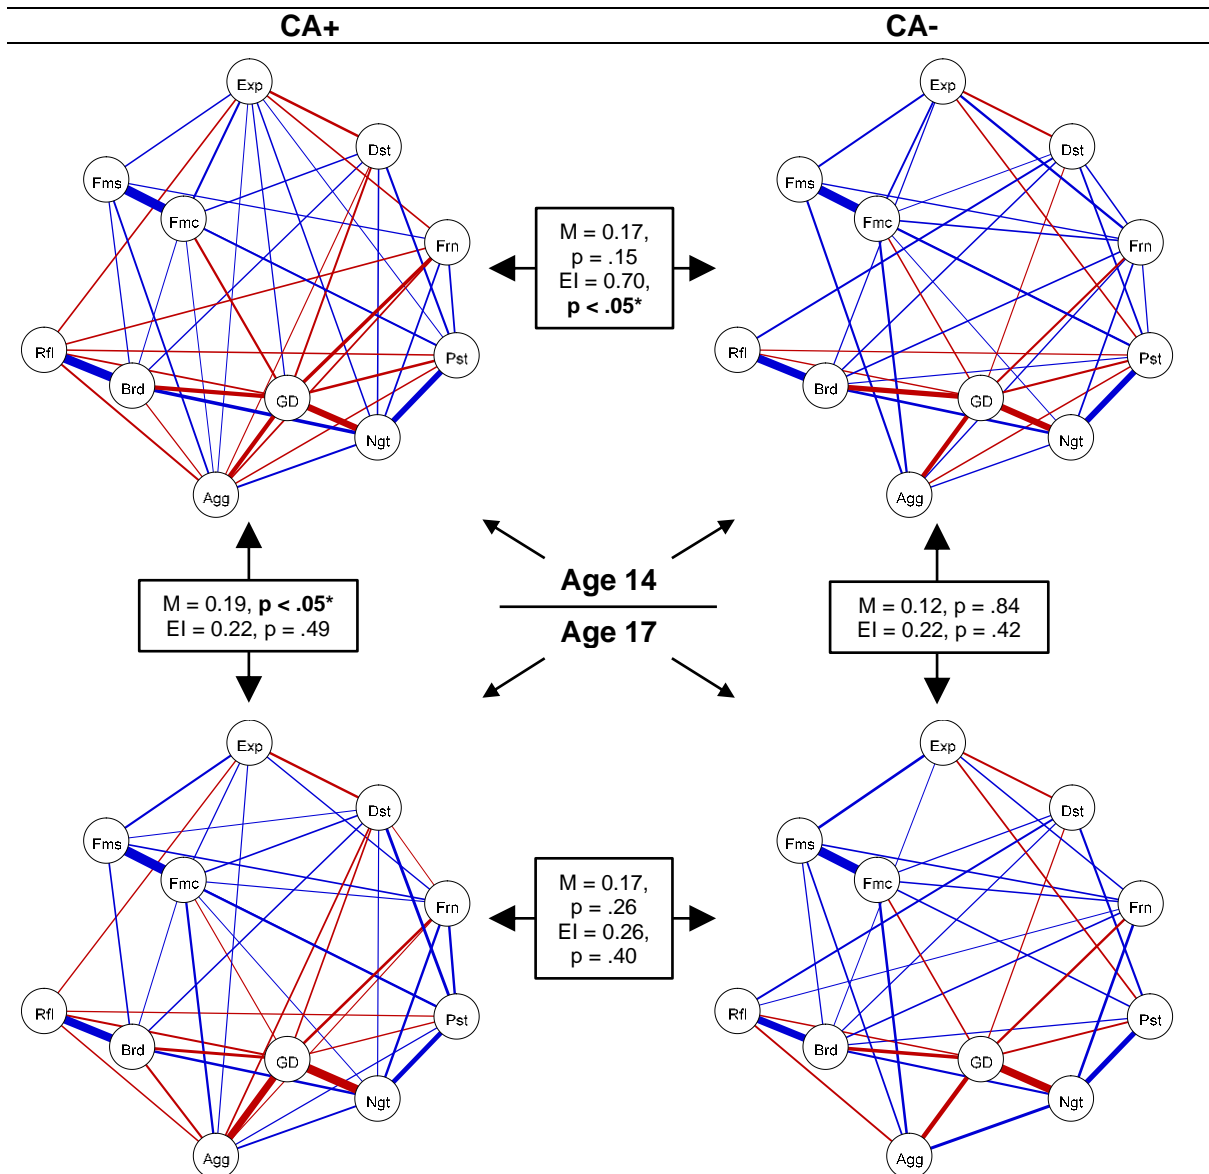 CA+
CA-
Exp
Dst
Fms
Fmc
Frn
Rfl
Brd
GD
Pst
Ngt
Agg
Exp
Dst
Fms
Fmc
Frn
Rfl
Brd
GD
Pst
Ngt
Agg
M = 0.17,
p = .15
EI = 0.70,
p < .05*
M = 0.19, p < .05*
EI = 0.22, p = .49
Age 14
Age 17
M = 0.12, p = .84
EI = 0.22, p = .42
Exp
Dst
Fms
Fmc
Frn
Rfl
Brd
GD
Pst
Ngt
Agg
M = 0.17,
p = .26
EI = 0.26,
p = .40
Exp
Dst
Fms
Fmc
Frn
Rfl
Brd
GD
Pst
Ngt
Agg